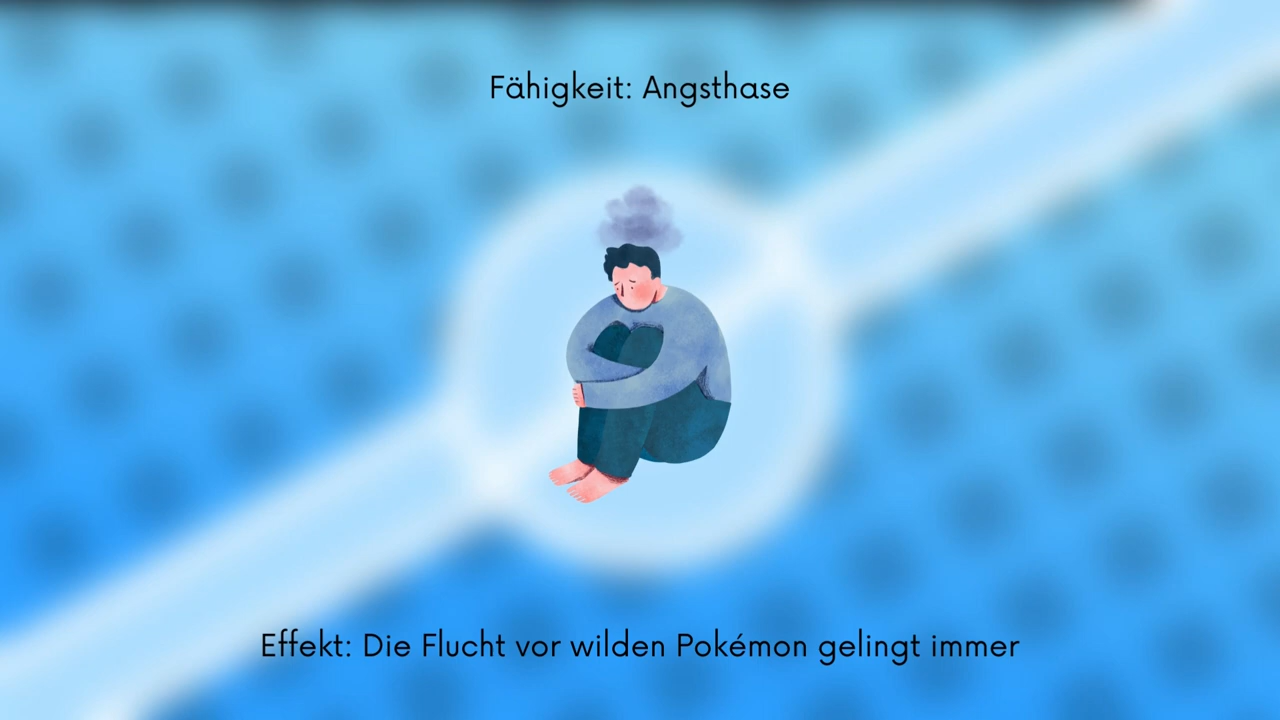 Fähigkeit: Angsthase
Effekt: Die Flucht vor wilden Pokémon gelingt immer